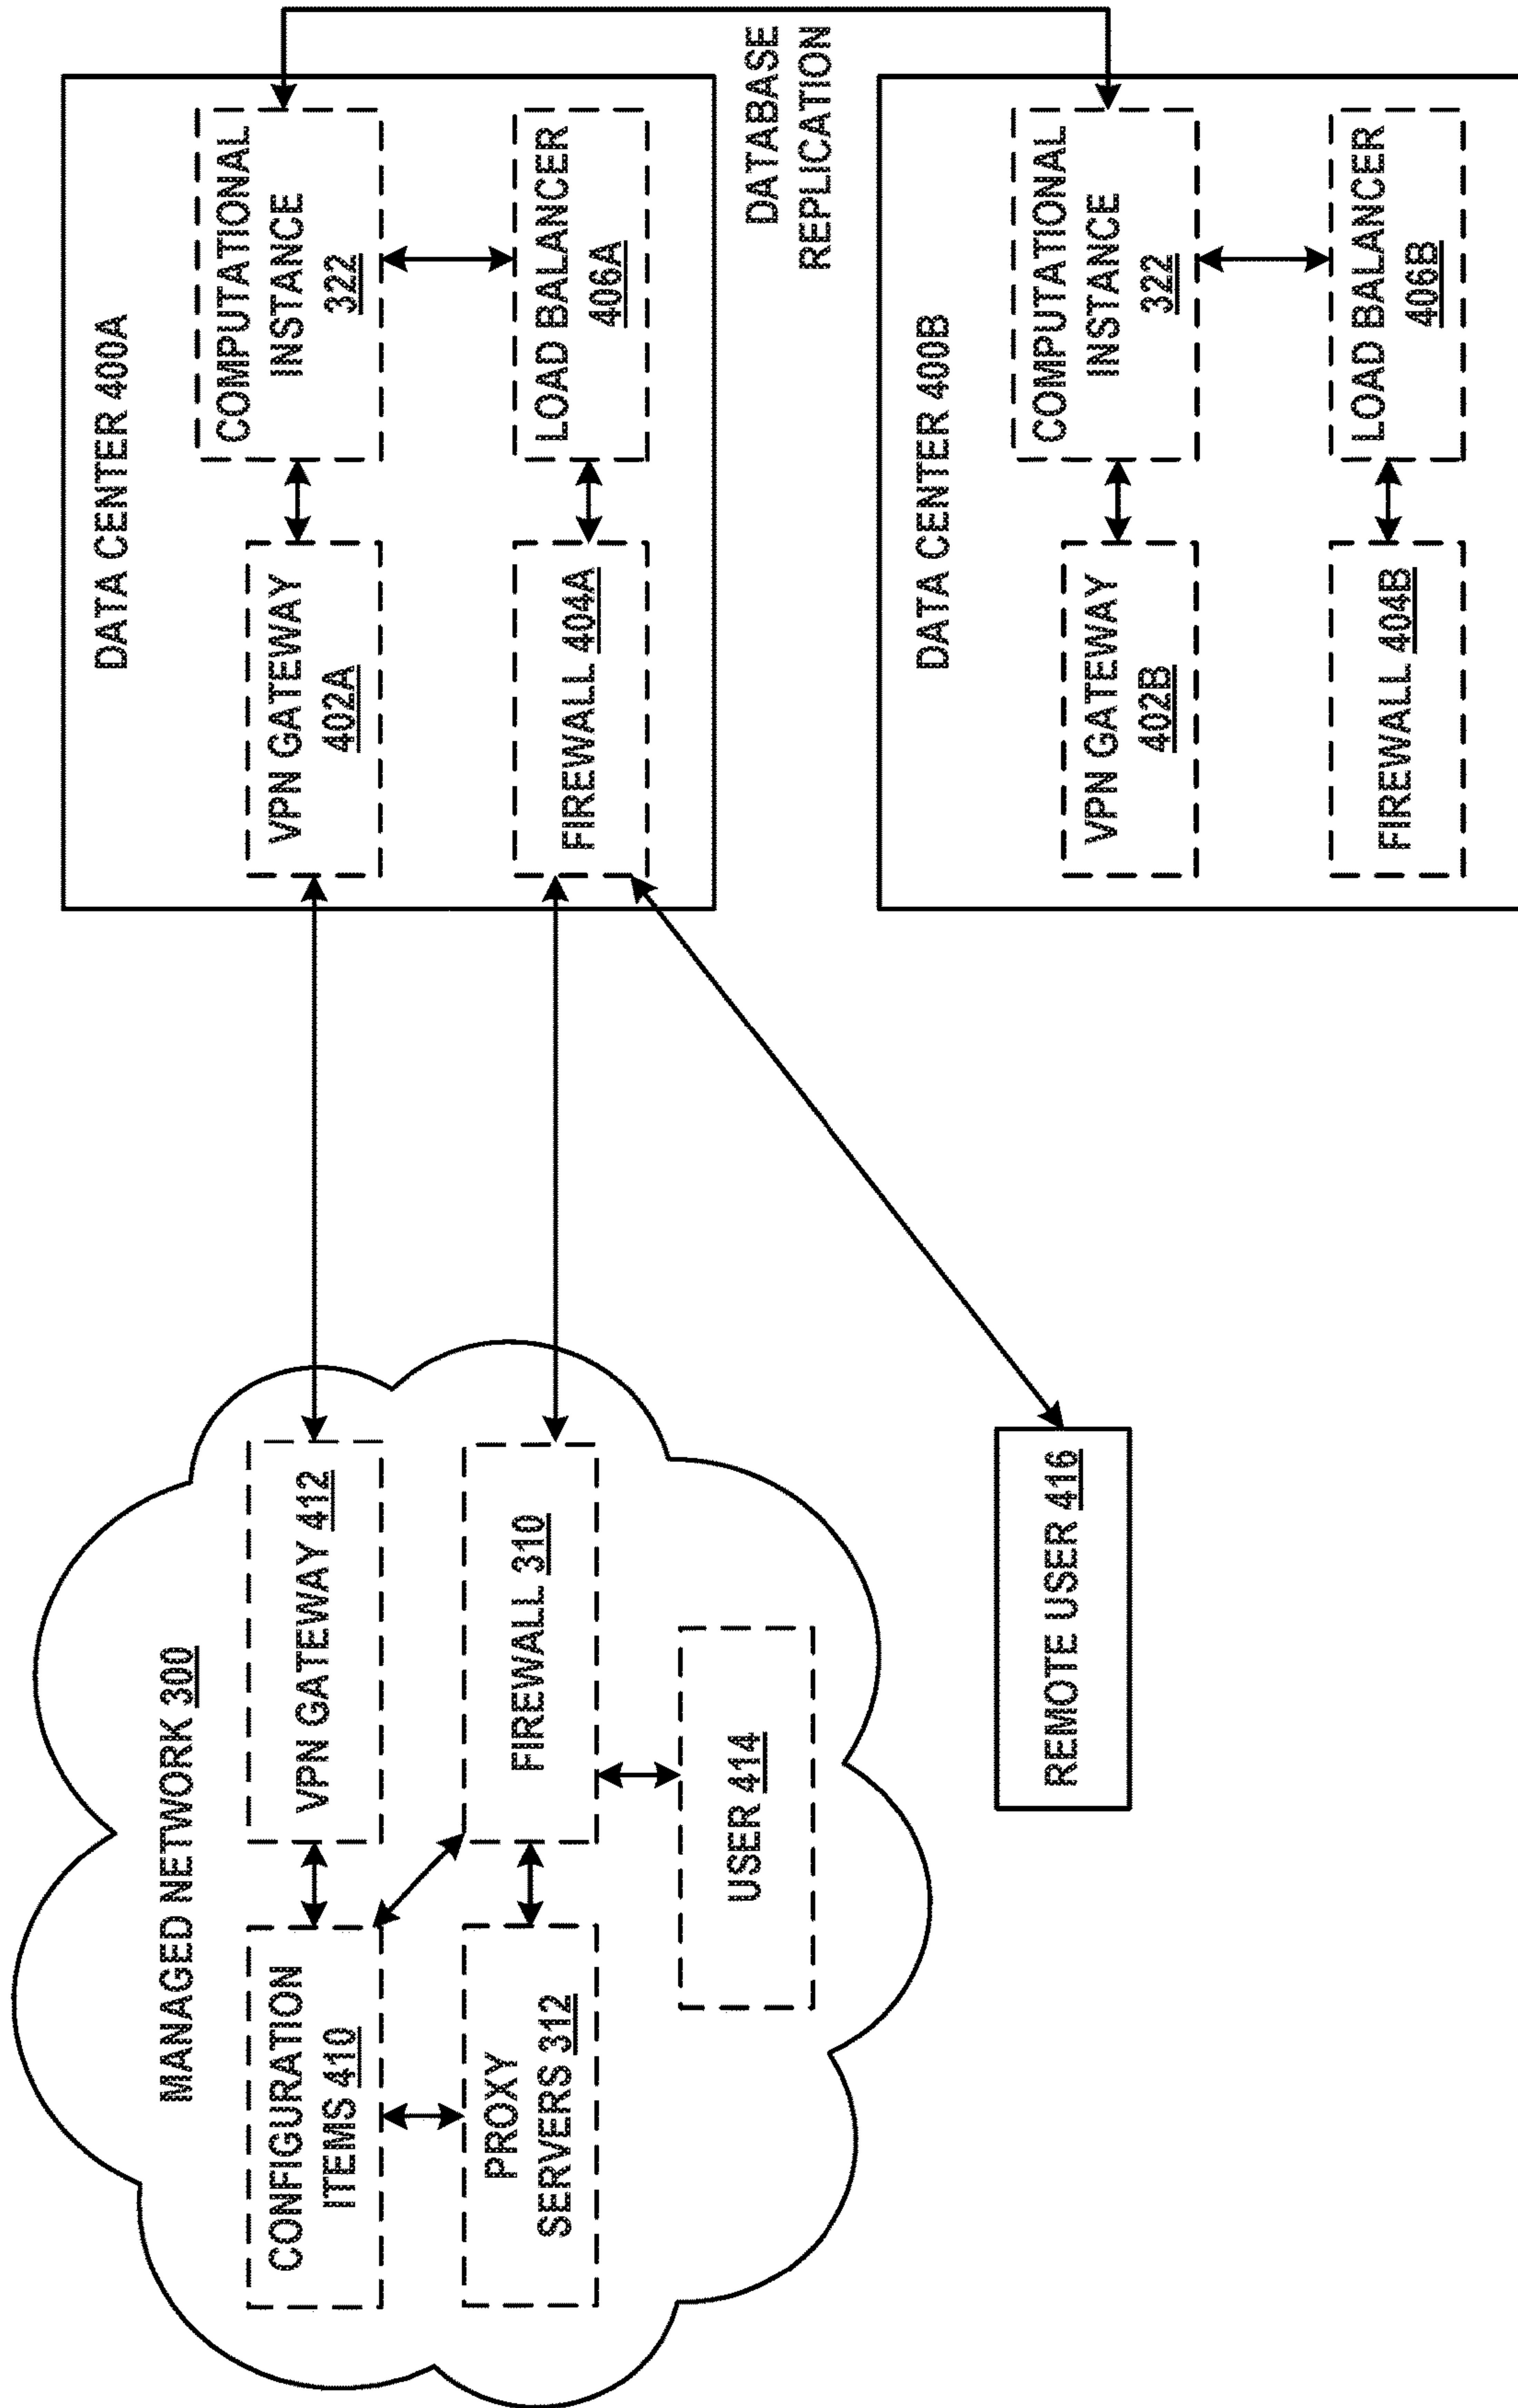 MANAGED NETWORK 300
CONFIGURATION
ITEMS 410
VPN GATEWAY 412
PROXY
SERVERS 312
FIREWALL 310
USER 414
REMOTE USER 416
DATA CENTER 400A
VPN GATEWAY
402A
COMPUTATIONAL
INSTANCE
322
FIREWALL 404A
LOAD BALANCER
406A
DATABASE
REPLICATION
DATA CENTER 400B
VPN GATEWAY
402B
COMPUTATIONAL
INSTANCE
322
FIREWALL 404B
LOAD BALANCER
406B